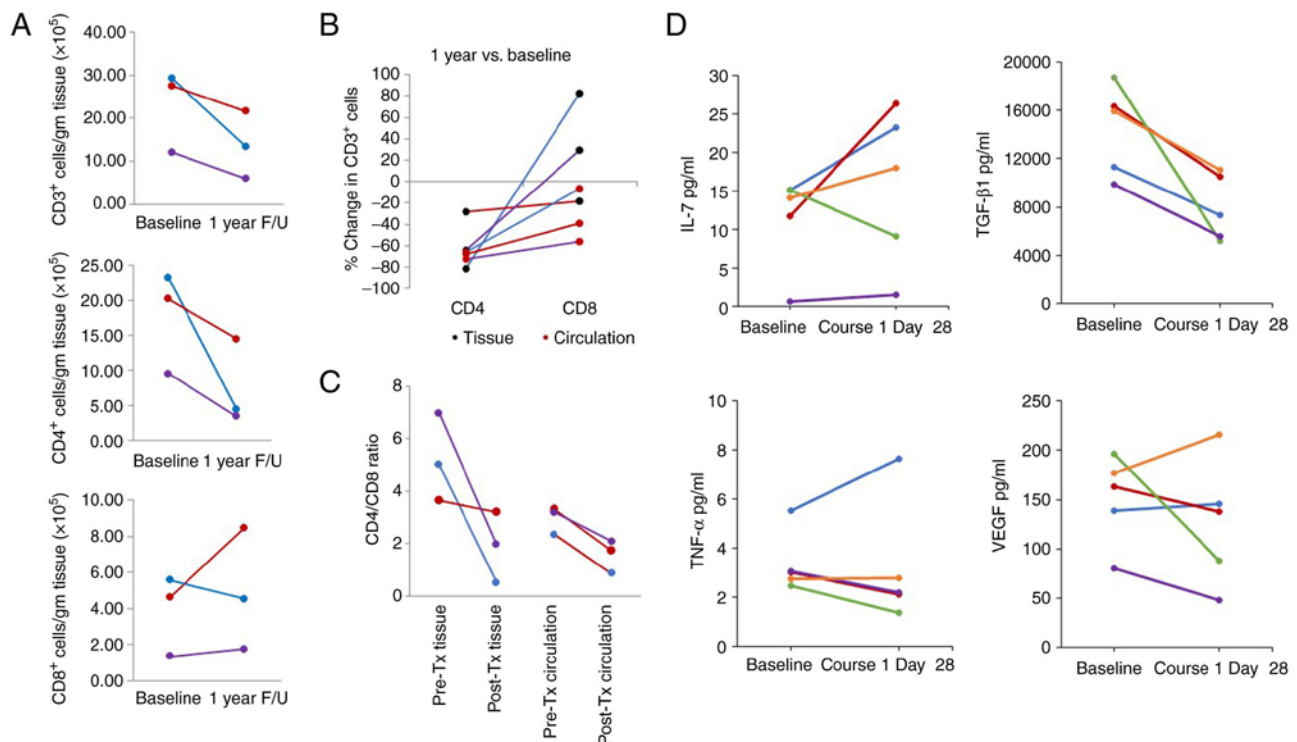 A
CD3+ cells/gm tissue (×10⁵)
40.00
30.00
20.00
10.00
0.00
Baseline 1 year F/U
CD4+ cells/gm tissue (×10⁵)
25.00
20.00
15.00
10.00
5.00
0.00
Baseline 1 year F/U
CD8+ cells/gm tissue (×10⁵)
10.00
8.00
6.00
4.00
2.00
0.00
Baseline 1 year F/U
B
1 year vs. baseline
% Change in CD3+ cells
100
80
60
40
20
0
−20
−40
−60
−80
−100
CD4 CD8
Tissue Circulation
C
CD4/CD8 ratio
8
6
4
2
0
Pre-Tx tissue
Post-Tx tissue
Pre-Tx circulation
Post-Tx circulation
D
IL-7 pg/ml
30
25
20
15
10
5
0
Baseline Course 1 Day 28
TGF-β1 pg/ml
20000
16000
12000
8000
4000
0
Baseline Course 1 Day 28
TNF-α pg/ml
10
8
6
4
2
0
Baseline Course 1 Day 28
VEGF pg/ml
250
200
150
100
50
0
Baseline Course 1 Day 28